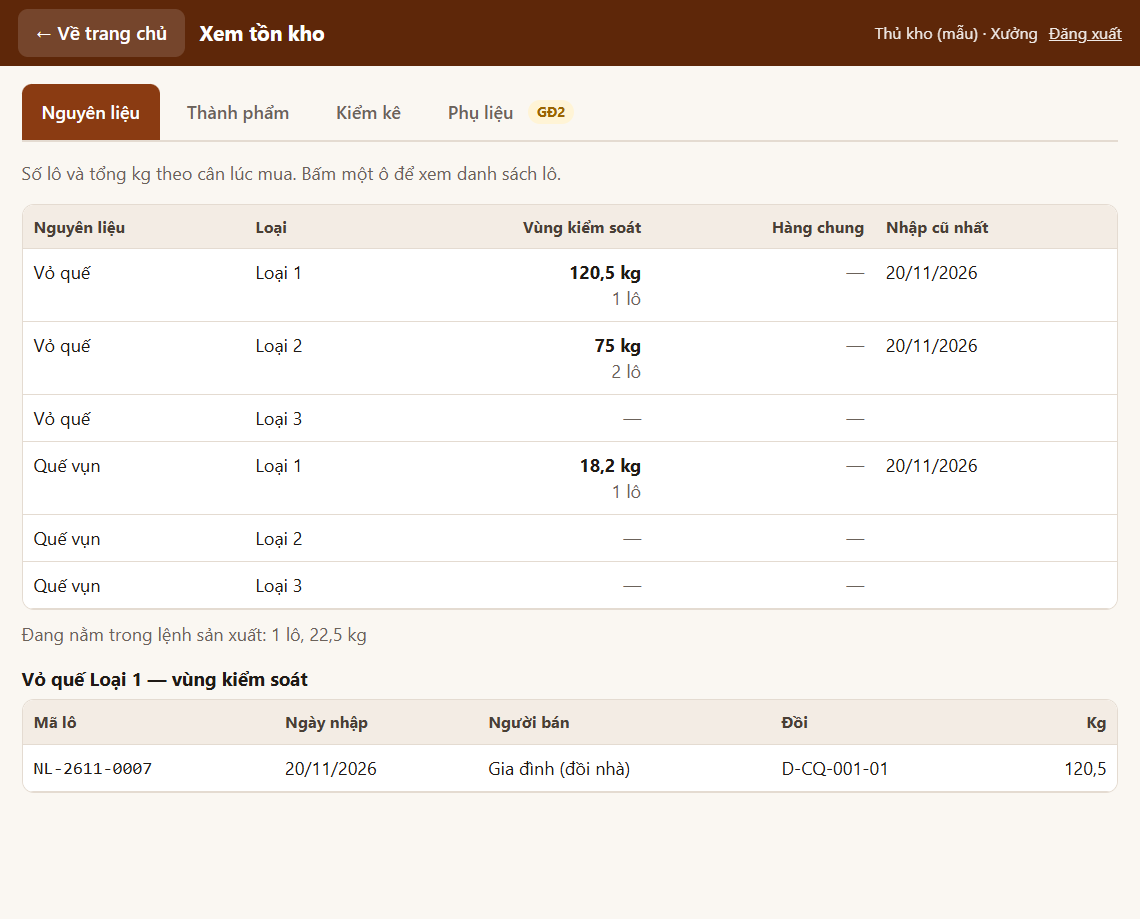 ← Về trang chủ Xem tồn kho Thủ kho (mẫu) · Xưởng Đăng xuất
Nguyên liệu Thành phẩm Kiểm kê Phụ liệu GĐ2
Số lô và tổng kg theo cân lúc mua. Bấm một ô để xem danh sách lô.
Nguyên liệu Loại Vùng kiểm soát Hàng chung Nhập cũ nhất
Vỏ quế Loại 1 120,5 kg — 20/11/2026
1 lô
Vỏ quế Loại 2 75 kg — 20/11/2026
2 lô
Vỏ quế Loại 3 — —
Quế vụn Loại 1 18,2 kg — 20/11/2026
1 lô
Quế vụn Loại 2 — —
Quế vụn Loại 3 — —
Đang nằm trong lệnh sản xuất: 1 lô, 22,5 kg
Vỏ quế Loại 1 — vùng kiểm soát
Mã lô Ngày nhập Người bán Đồi Kg
NL-2611-0007 20/11/2026 Gia đình (đồi nhà) D-CQ-001-01 120,5